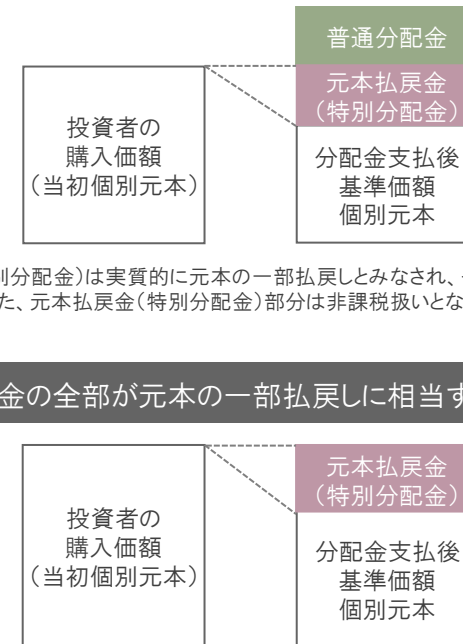 普通分配金
元本払戻金
（特別分配金）
投資者の
購入価額
（当初個別元本）
分配金支払後
基準価額
個別元本
別分配金）は実質的に元本の一部払戻しとみなされ、
た、元本払戻金（特別分配金）部分は非課税扱いとな
金の全部が元本の一部払戻しに相当す
元本払戻金
（特別分配金）
投資者の
購入価額
（当初個別元本）
分配金支払後
基準価額
個別元本